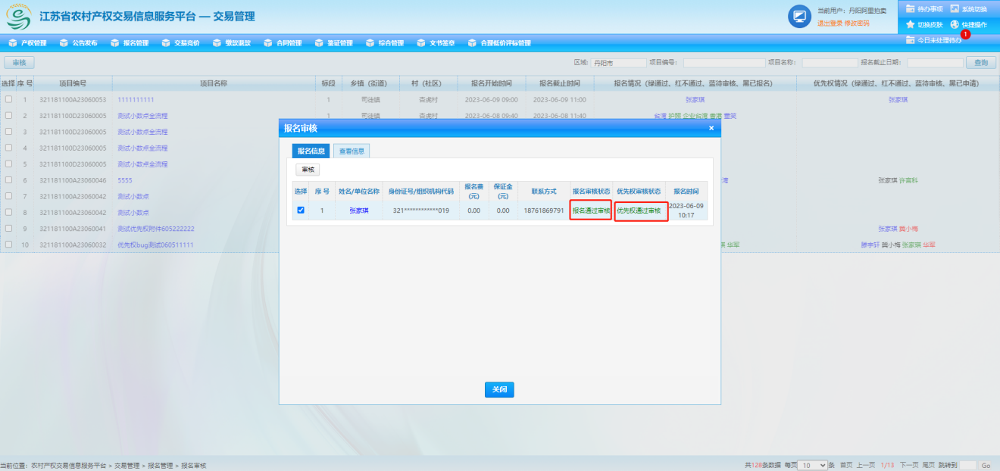 江苏省农村产权交易信息服务平台 — 交易管理
当前用户：丹阳阿里拍卖
退出登录 修改密码
待办事项 系统切换
切换皮肤 快捷操作
1
今日未处理待办
产权管理 公告发布 报名管理 交易竞价 缴款退款 合同管理 鉴证管理 综合管理 文书签章 合理低价评标管理
审核
区域: 丹阳市 项目编号: 项目名称: 报名截止日期: 查询
选择 序号 项目编号 项目名称 标段 乡镇（街道） 村（社区） 报名开始时间 报名截止时间 报名情况（绿通过、红不通过、蓝待审核、黑已报名） 优先权情况（绿通过、红不通过、蓝待审核、黑已申请）
1 321181100A23060053 1111111111 1 司徒镇 杏虎村 2023-06-09 09:00 2023-06-09 11:00 张家琪 张家琪
2 321181100D23060005 测试小数点全流程 1 司徒镇 杏虎村 2023-06-08 09:40 2023-06-08 11:40 台湾 护照 企业台湾 香港 童笑
3 321181100D23060005 测试小数点全流程
4 321181100D23060005 测试小数点全流程
5 321181100D23060005 测试小数点全流程
6 321181100A23060046 5555 湾 张家琪 许言科
7 321181100A23060042 测试小数点
8 321181100A23060042 测试小数点
9 321181100A23060041 测试优先权附件605222222 张家琪 龚小梅
10 321181100A23060032 优先权bug测试060511111 琪 华军 滕宇轩 龚小梅 张家琪 华军
报名审核 ×
报名信息 查看信息
审核
选择 序号 姓名/单位名称 身份证号/组织机构代码 报名费(元) 保证金(元) 联系方式 报名审核状态 优先权审核状态 报名时间
1 张家琪 321************019 0.00 0.00 18761869791 报名通过审核 优先权通过审核 2023-06-09 10:17
关闭
当前位置：农村产权交易信息服务平台 > 交易管理 > 报名管理 > 报名审核
共128条数据 每页 10 条 首页 上一页 1/13 下一页 尾页 跳转到 Go